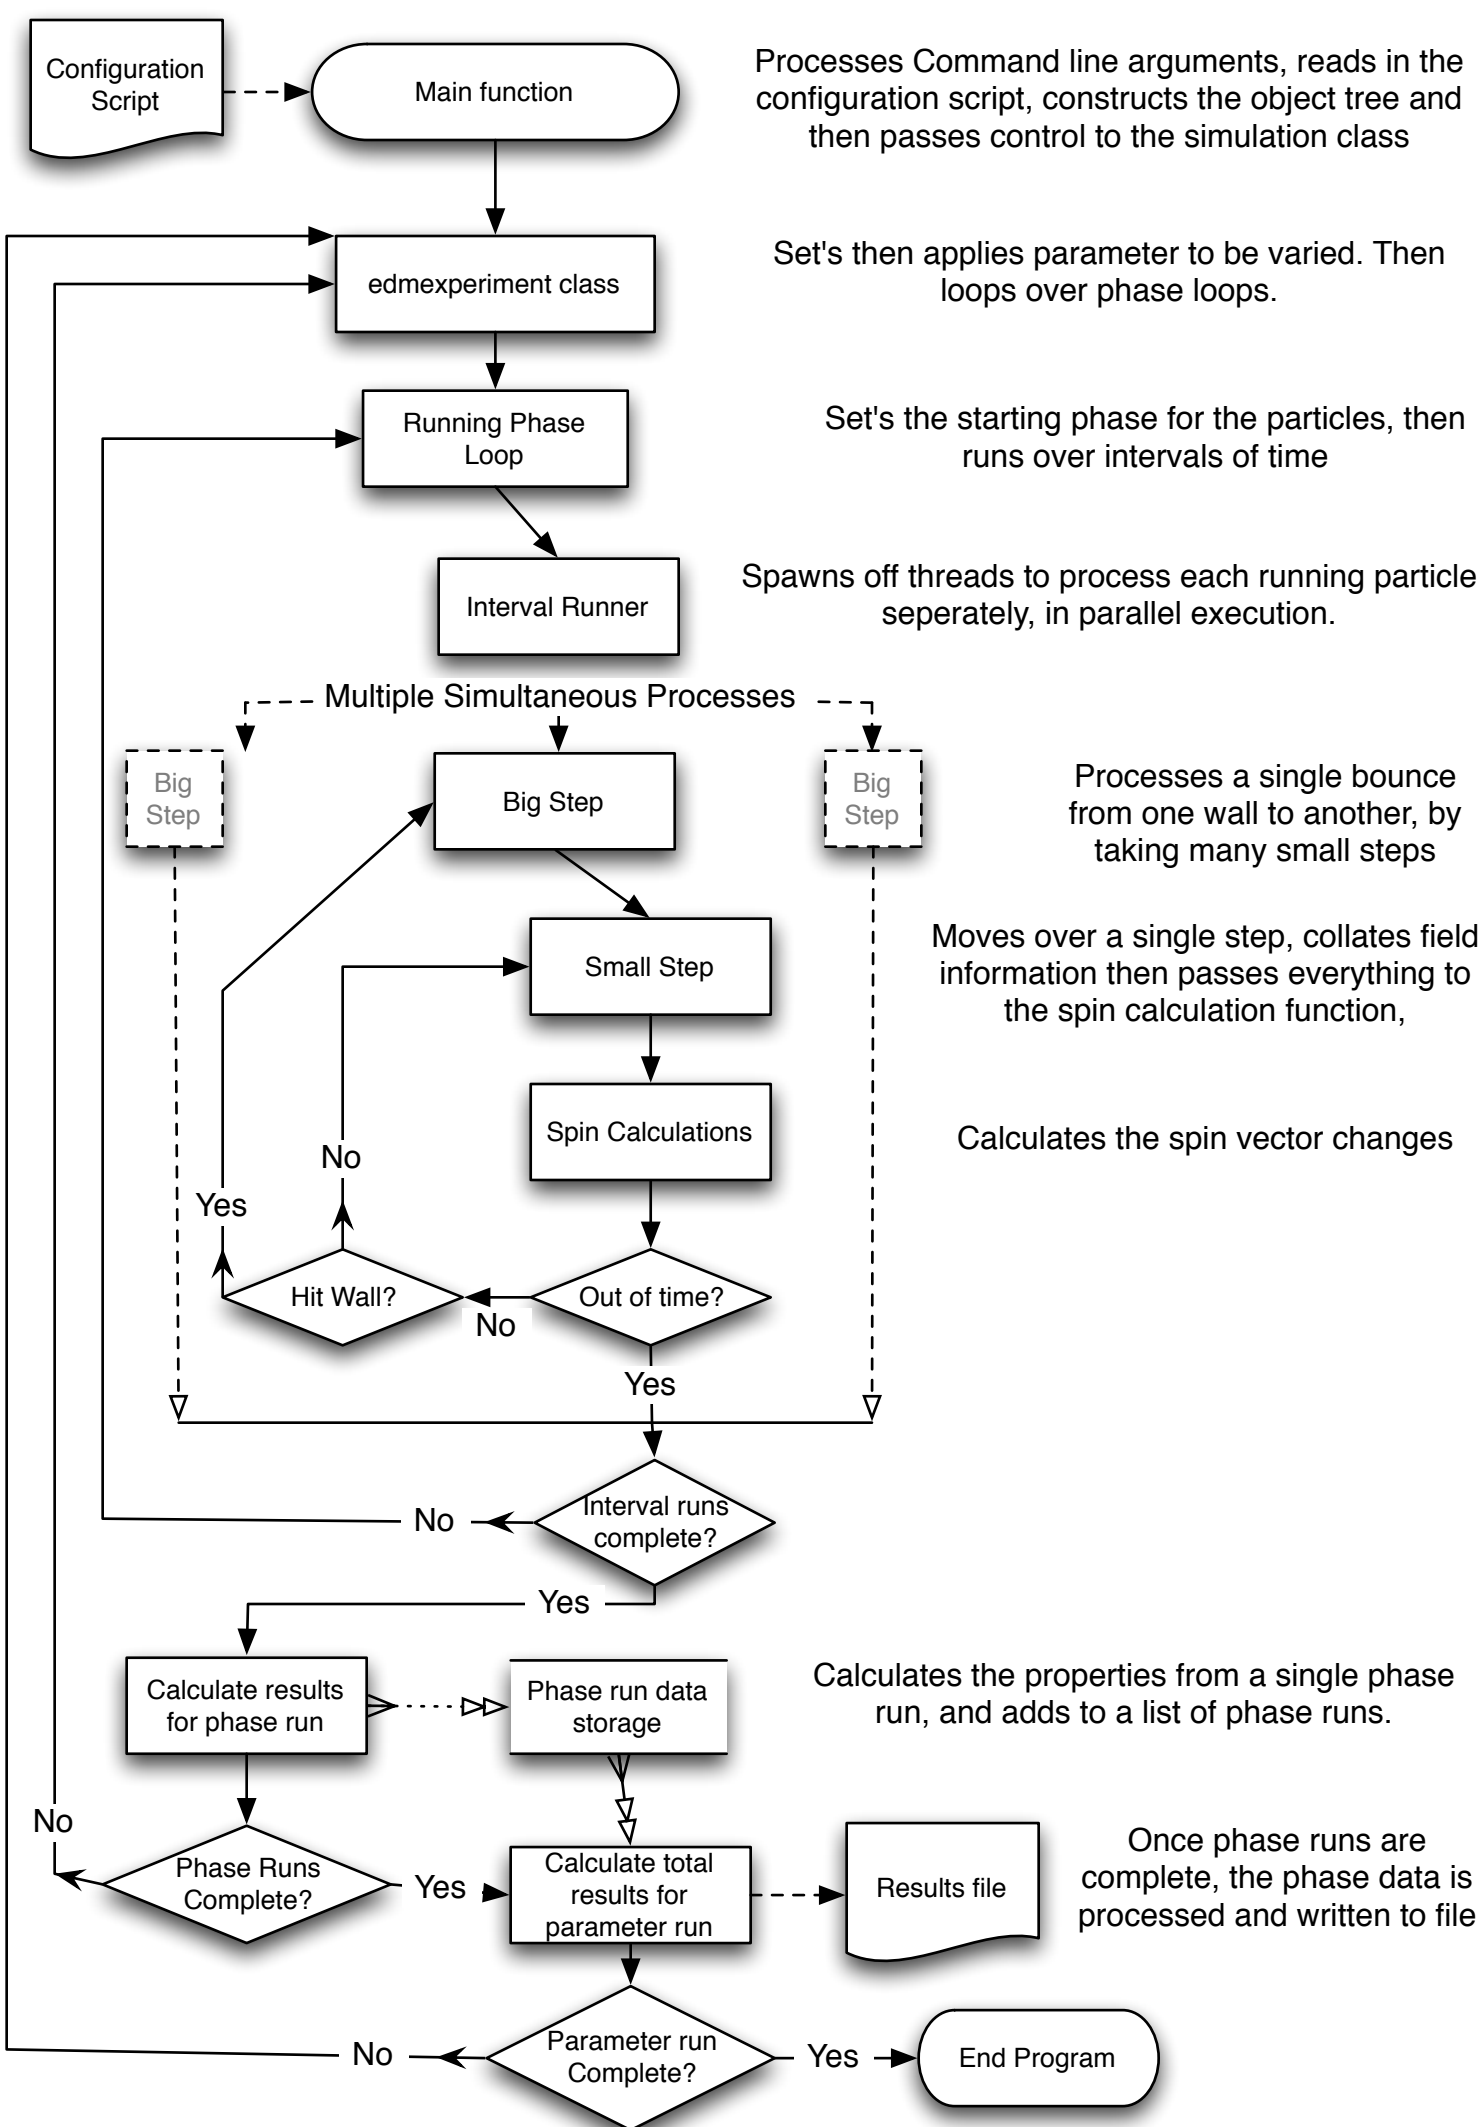 Configuration
Script
Main function
Processes Command line arguments, reads in the
configuration script, constructs the object tree and
then passes control to the simulation class
edmexperiment class
Set's then applies parameter to be varied. Then
loops over phase loops.
Running Phase
Loop
Set's the starting phase for the particles, then
runs over intervals of time
Interval Runner
Spawns off threads to process each running particle
seperately, in parallel execution.
Multiple Simultaneous Processes
Big
Step
Big Step
Big
Step
Processes a single bounce
from one wall to another, by
taking many small steps
Small Step
Moves over a single step, collates field
information then passes everything to
the spin calculation function,
Spin Calculations
Calculates the spin vector changes
No
Yes
Hit Wall?
Out of time?
No
Yes
Interval runs
complete?
No
Yes
Calculate results
for phase run
Phase run data
storage
Calculates the properties from a single phase
run, and adds to a list of phase runs.
No
Phase Runs
Complete?
Yes
Calculate total
results for
parameter run
Results file
Once phase runs are
complete, the phase data is
processed and written to file
No
Parameter run
Complete?
Yes
End Program